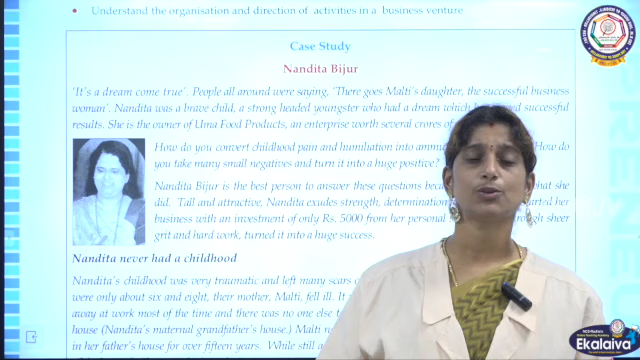 Understand the organisation and direction of activities in a business venture
Case Study
Nandita Bijur
'It's a dream come true'. People all around were saying, 'There goes Malti's daughter, the successful business
woman'. Nandita was a brave child, a strong headed youngster who had a dream which successful
results. She is the owner of Uma Food Products, an enterprise worth several crores of
How do you convert childhood pain and humiliation into How do
you take many small negatives and turn it into a huge positive?
Nandita Bijur is the best person to answer these questions what she
did. Tall and attractive, Nandita exudes strength, her
business with an investment of only Rs. 5000 from her personal sheer
grit and hard work, turned it into a huge success.
Nandita never had a childhood
Nandita's childhood was very traumatic and left many scars
were only about six and eight, their mother, Malti, fell ill.
away at work most of the time and there was no one else
house (Nandita's maternal grandfather's house.) Malti
in her father's house for over fifteen years. While still
Ekalaiva